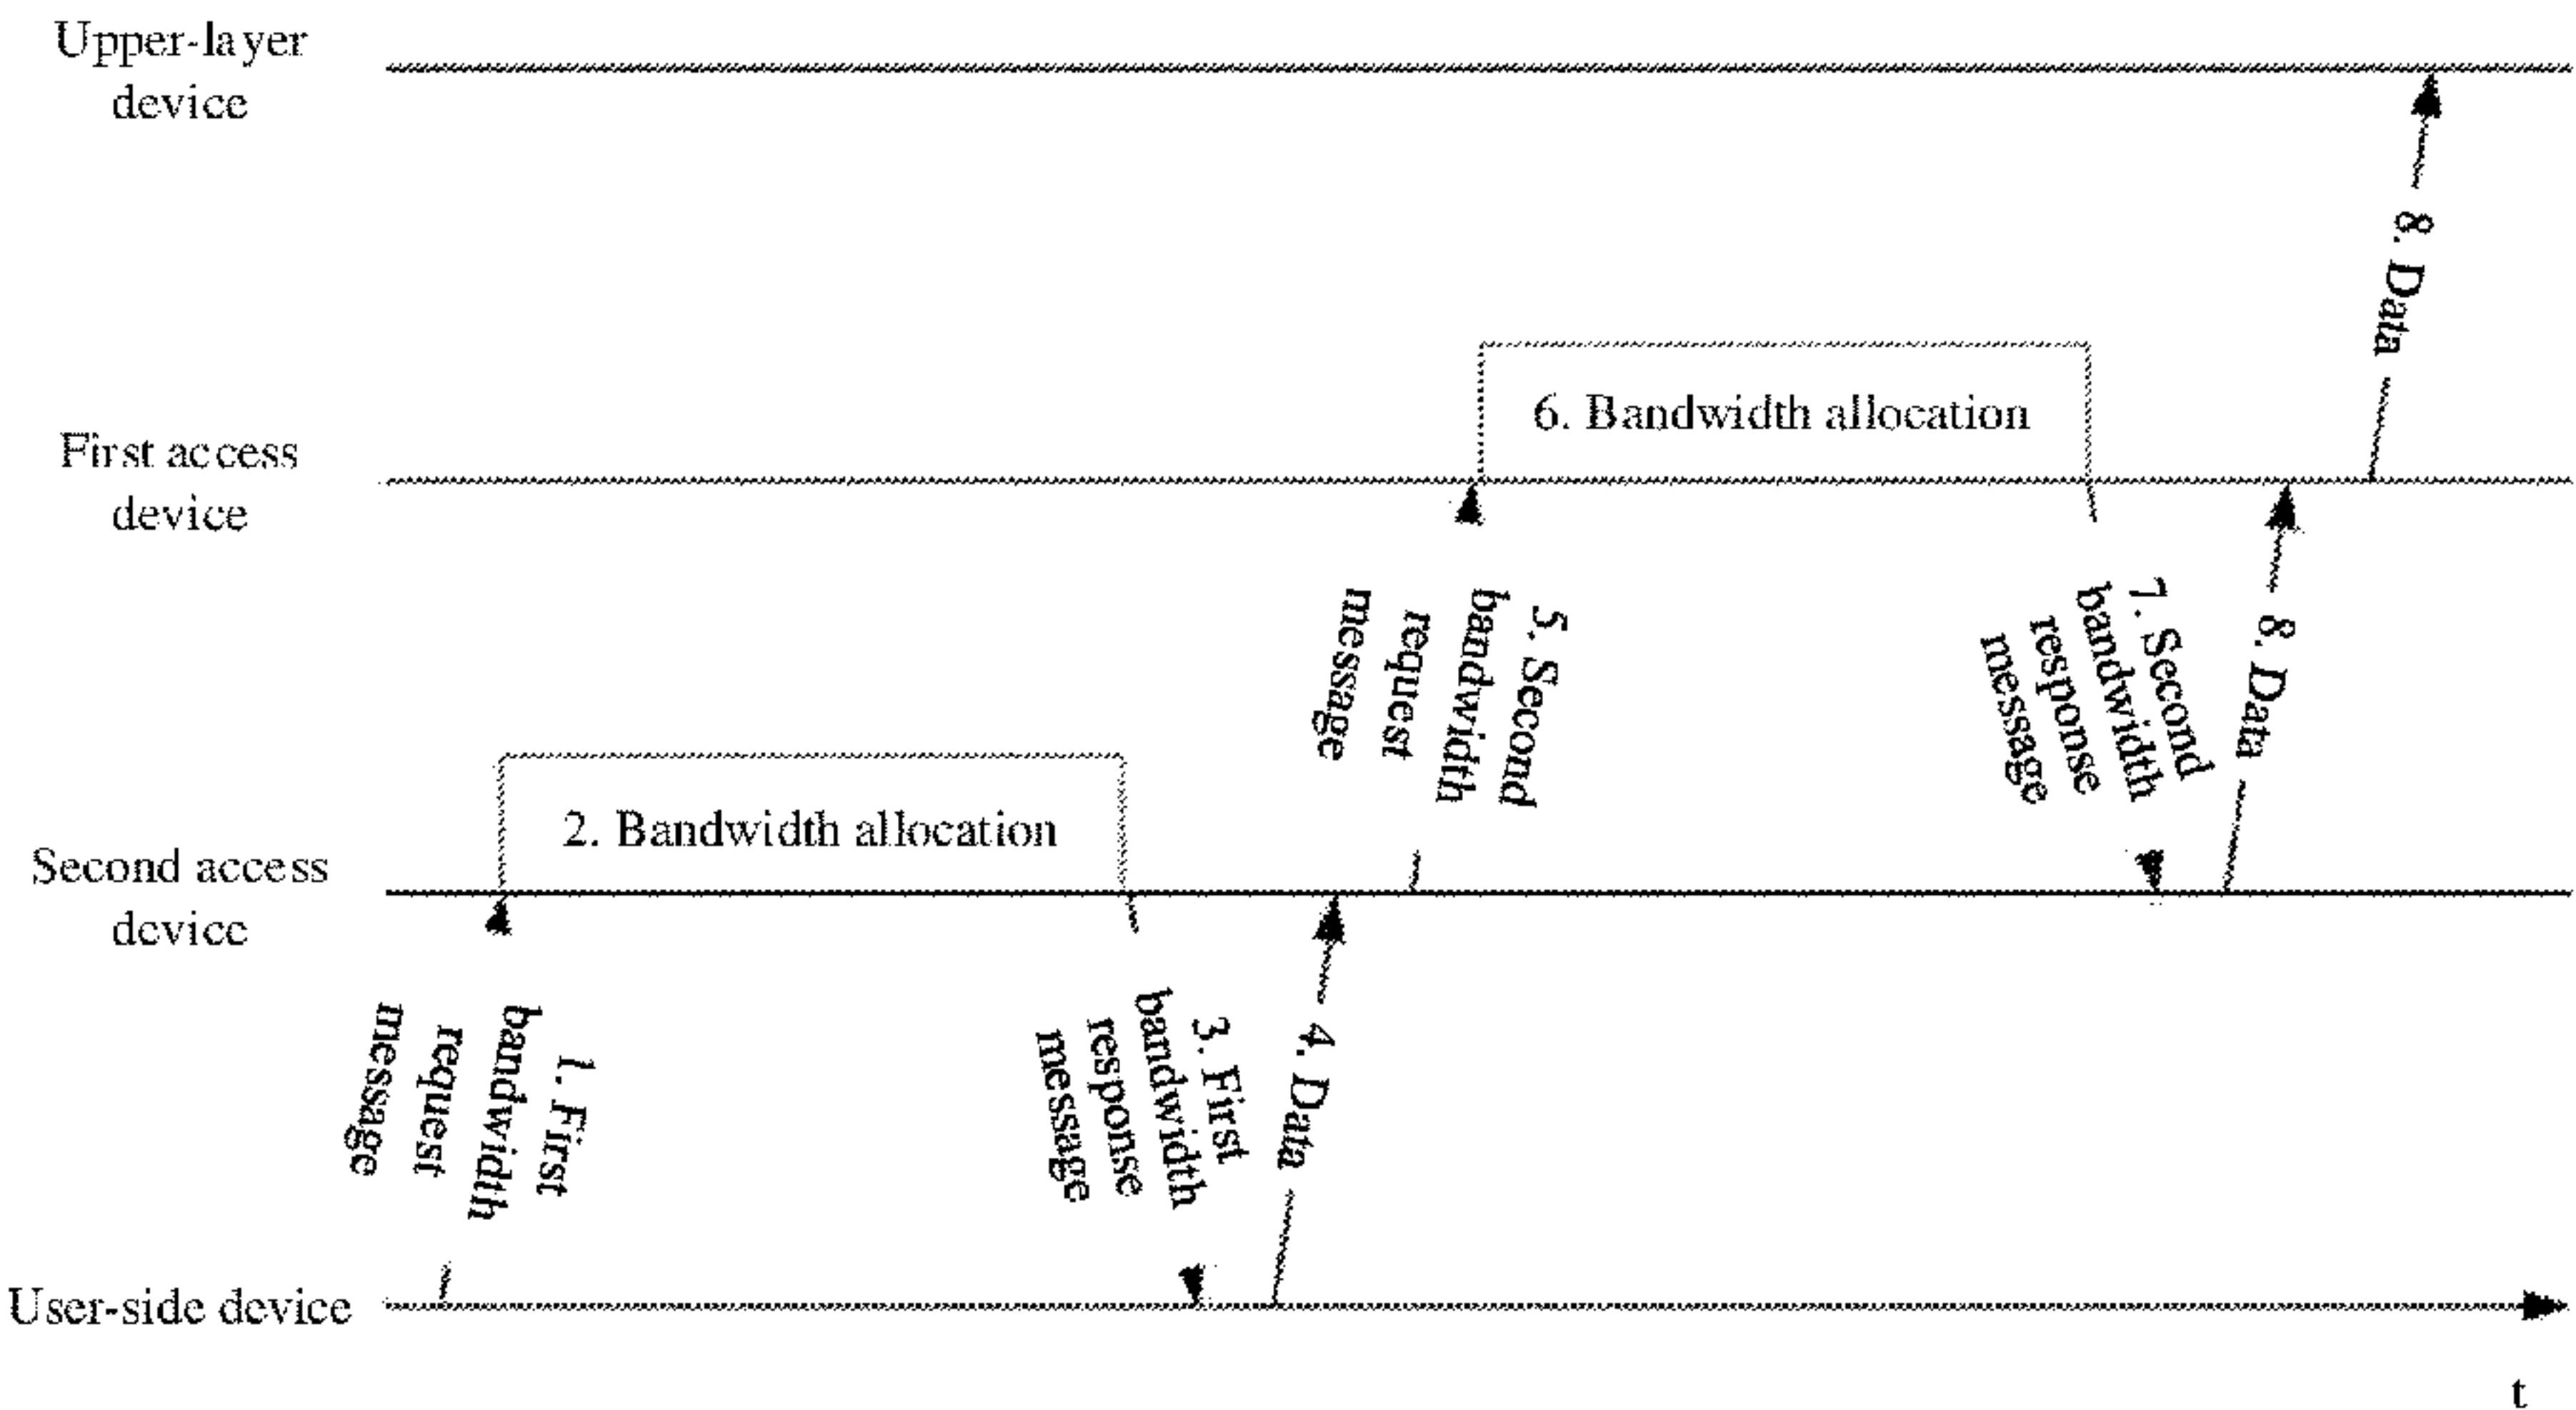 Upper-layer
device
8. Data
First access
device
6. Bandwidth allocation
5. Second
bandwidth
request
message
7. Second
bandwidth
response
message
8. Data
Second access
device
2. Bandwidth allocation
1. First
bandwidth
request
message
3. First
bandwidth
response
message
4. Data
User-side device
t